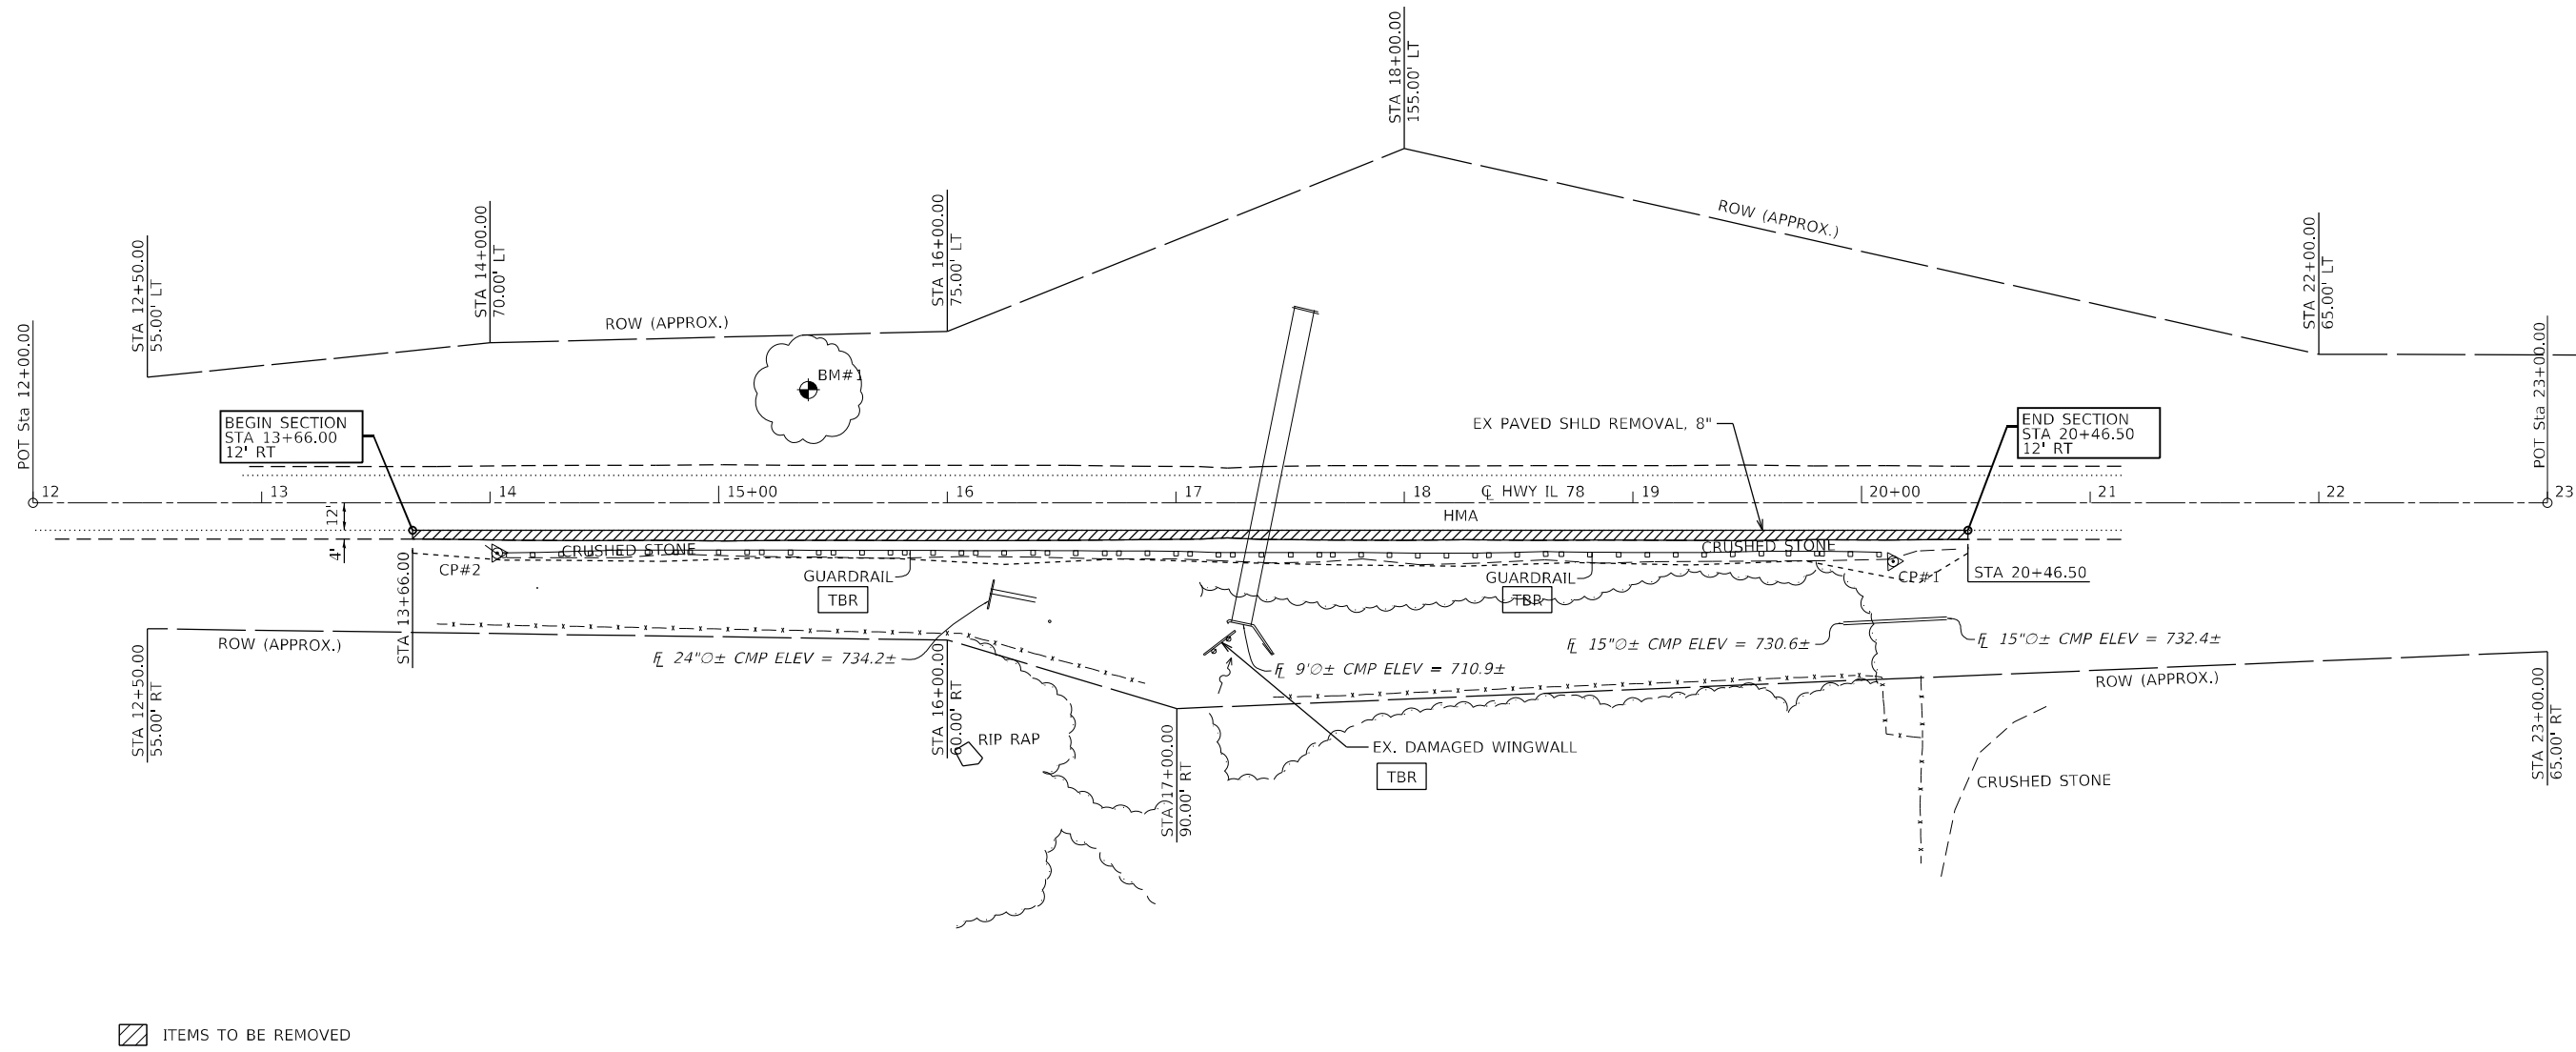 STA 18+00.00
155.00' LT
STA 16+00.00
75.00' LT
STA 14+00.00
70.00' LT
STA 12+50.00
55.00' LT
STA 22+00.00
65.00' LT
ROW (APPROX.)
ROW (APPROX.)
POT Sta 12+00.00
POT Sta 23+00.00
BM#1
BEGIN SECTION
STA 13+66.00
12' RT
EX PAVED SHLD REMOVAL, 8"
END SECTION
STA 20+46.50
12' RT
12
13
14
15+00
16
17
18
℄ HWY IL 78
19
20+00
21
22
23
12'
HMA
4'
CRUSHED STONE
CRUSHED STONE
CP#2
GUARDRAIL
TBR
GUARDRAIL
TBR
CP#1
STA 20+46.50
STA 13+66.00
ROW (APPROX.)
FL 24"∅± CMP ELEV = 734.2±
FL 9'∅± CMP ELEV = 710.9±
FL 15"∅± CMP ELEV = 730.6±
FL 15"∅± CMP ELEV = 732.4±
ROW (APPROX.)
STA 12+50.00
55.00' RT
STA 16+00.00
60.00' RT
RIP RAP
STA 17+00.00
90.00' RT
EX. DAMAGED WINGWALL
TBR
CRUSHED STONE
STA 23+00.00
65.00' RT
ITEMS TO BE REMOVED